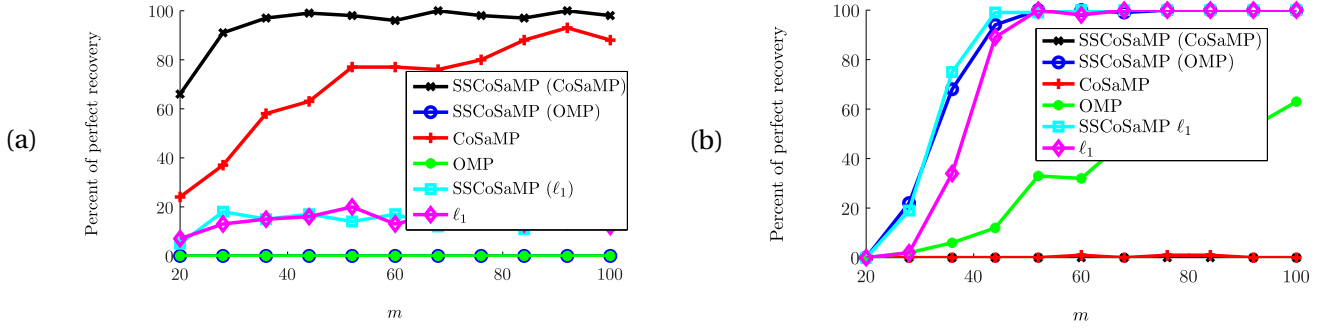 (a)
Percent of perfect recovery
100
80
60
40
20
0
20
40
60
80
100
m
SSCoSaMP (CoSaMP)
SSCoSaMP (OMP)
CoSaMP
OMP
SSCoSaMP (ℓ₁)
ℓ₁
(b)
Percent of perfect recovery
100
80
60
40
20
0
20
40
60
80
100
m
SSCoSaMP (CoSaMP)
SSCoSaMP (OMP)
CoSaMP
OMP
SSCoSaMP ℓ₁
ℓ₁